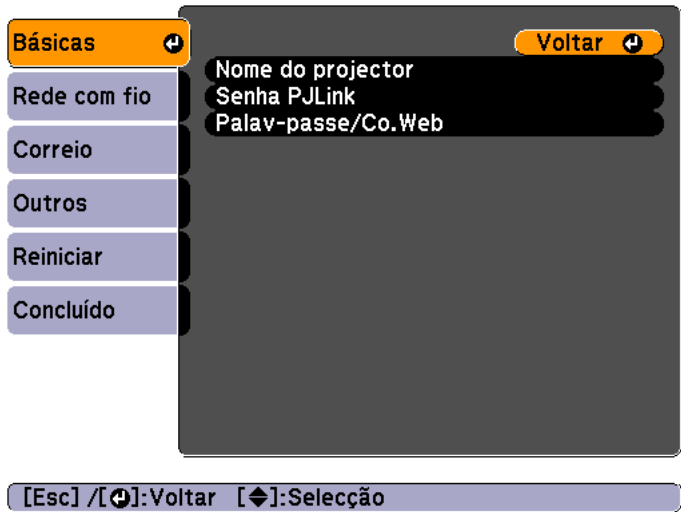 Básicas
Voltar
Nome do projector
Senha PJLink
Palav-passe/Co.Web
Rede com fio
Correio
Outros
Reiniciar
Concluído
[Esc] /[⏎]:Voltar [◆]:Selecção